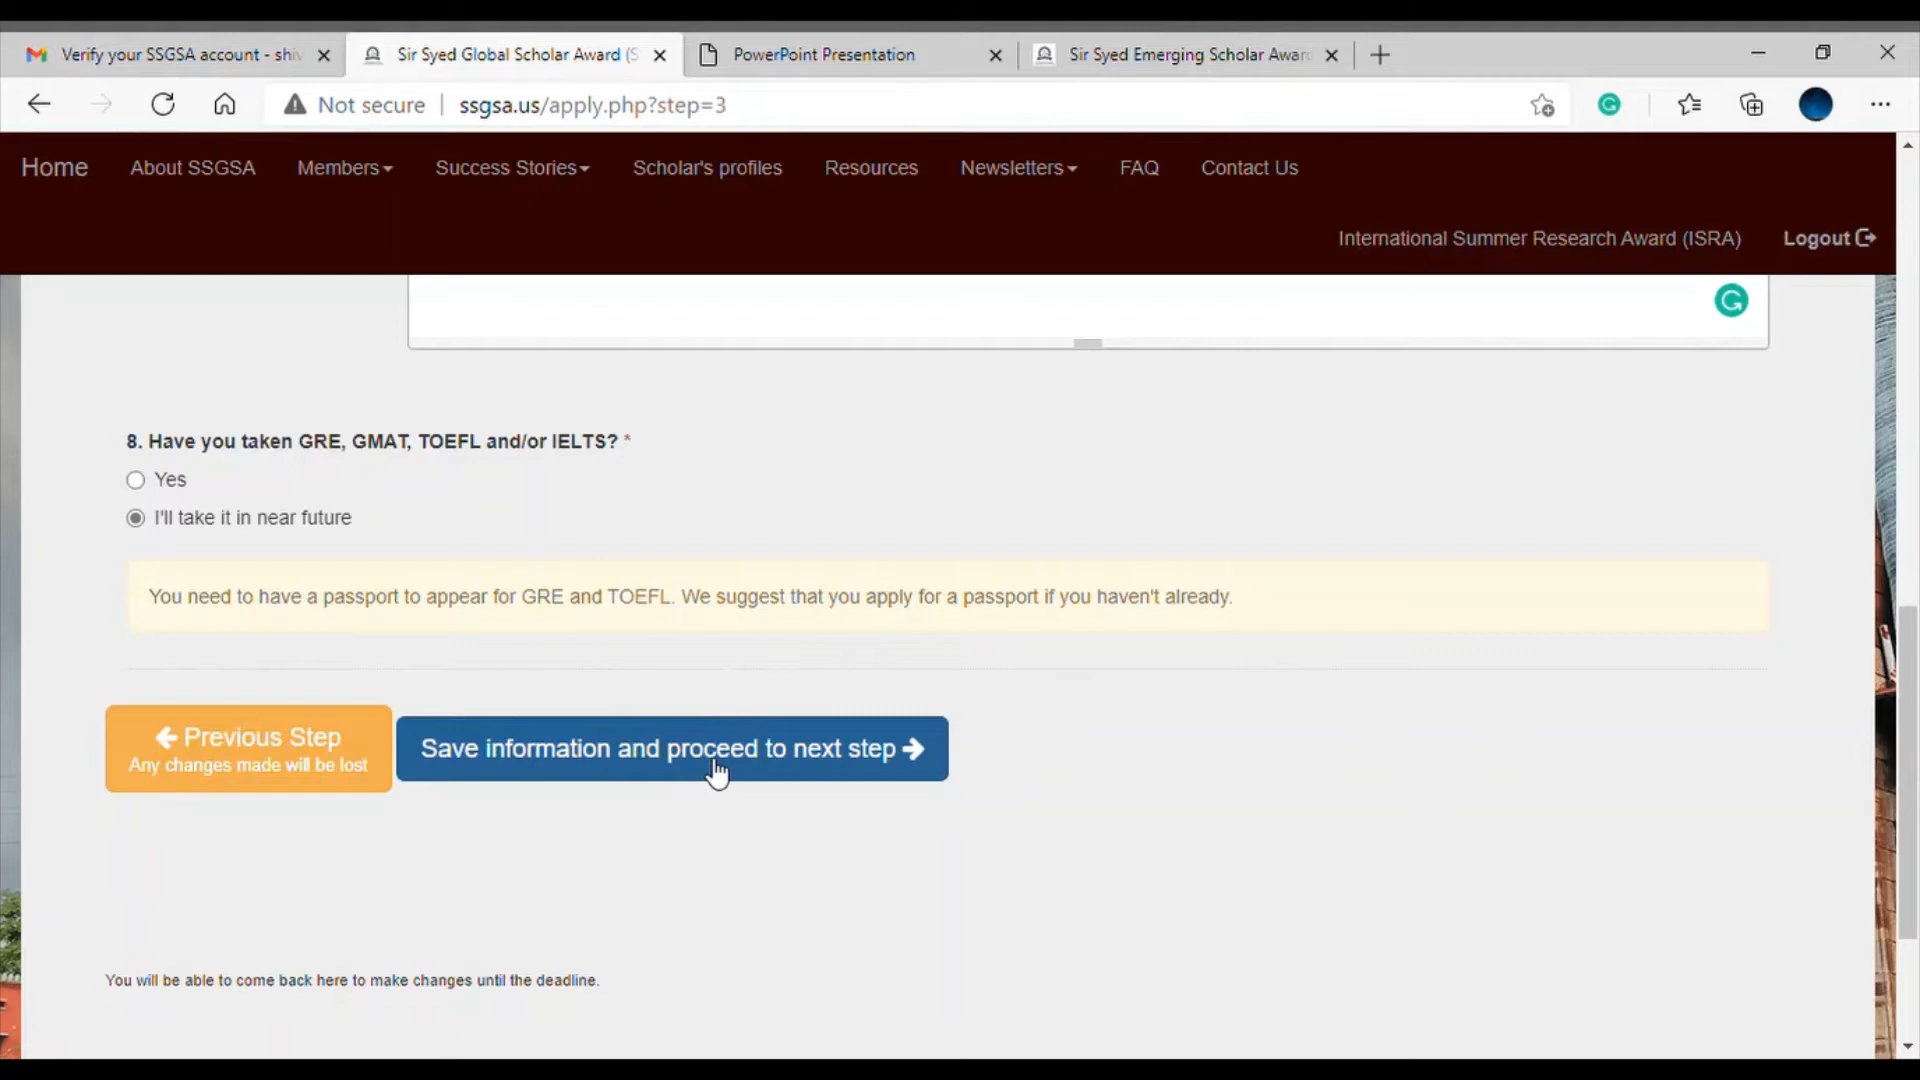 Verify your SSGSA account - shiv
Sir Syed Global Scholar Award (S
PowerPoint Presentation
Sir Syed Emerging Scholar Awar
Not secure
ssgsa.us/apply.php?step=3
Home
About SSGSA
Members
Success Stories
Scholar's profiles
Resources
Newsletters
FAQ
Contact Us
International Summer Research Award (ISRA)
Logout
8. Have you taken GRE, GMAT, TOEFL and/or IELTS? *
Yes
I'll take it in near future
You need to have a passport to appear for GRE and TOEFL. We suggest that you apply for a passport if you haven't already.
Previous Step
Any changes made will be lost
Save information and proceed to next step
You will be able to come back here to make changes until the deadline.